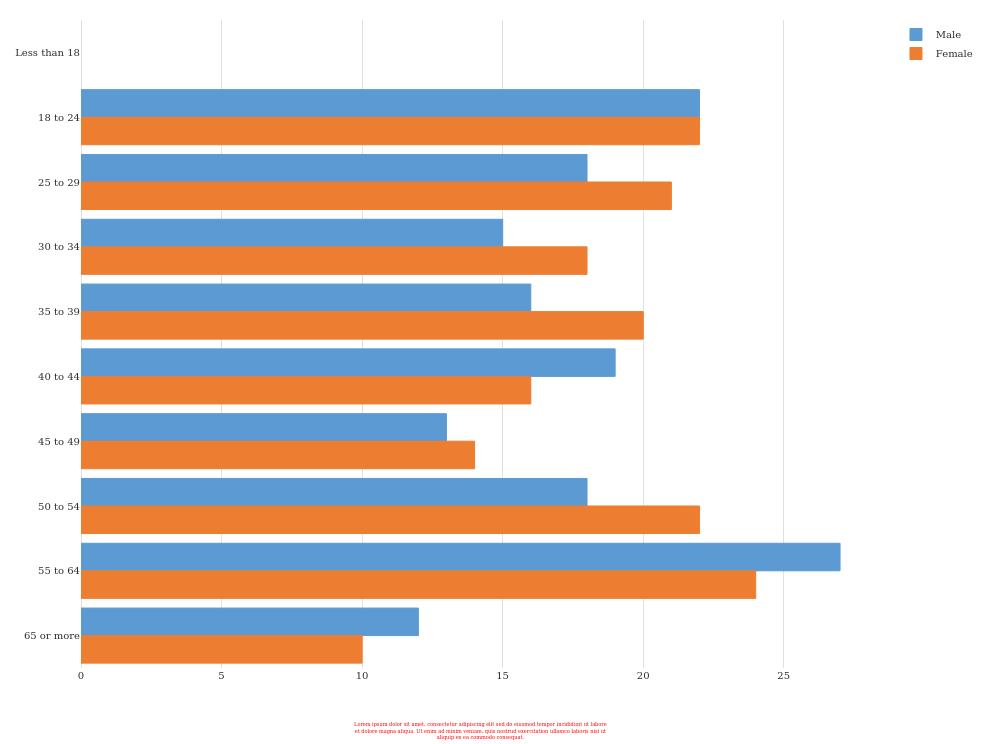 Male
Female
Less than 18
18 to 24
25 to 29
30 to 34
35 to 39
40 to 44
45 to 49
50 to 54
55 to 64
65 or more
0 5 10 15 20 25
Lorem ipsum dolor sit amet, consectetur adipiscing elit sed do eiusmod tempor incididunt ut labore
et dolore magna aliqua. Ut enim ad minim veniam, quis nostrud exercitation ullamco laboris nisi ut
aliquip ex ea commodo consequat.